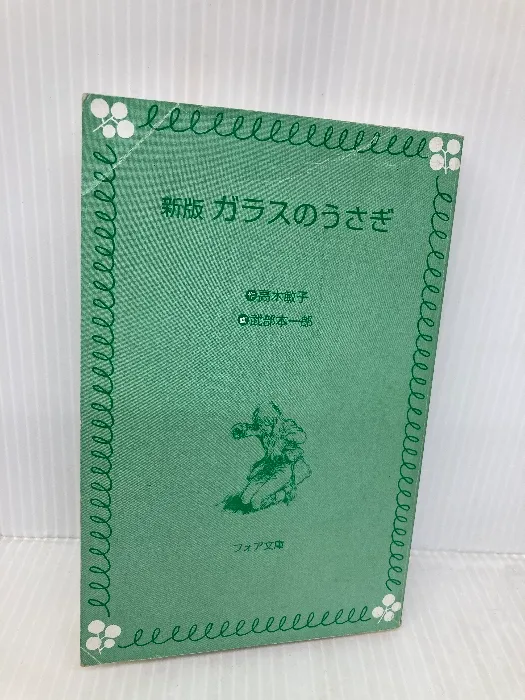 新版 ガラスのうさぎ
作高木敏子
画武部本一郎
フォア文庫